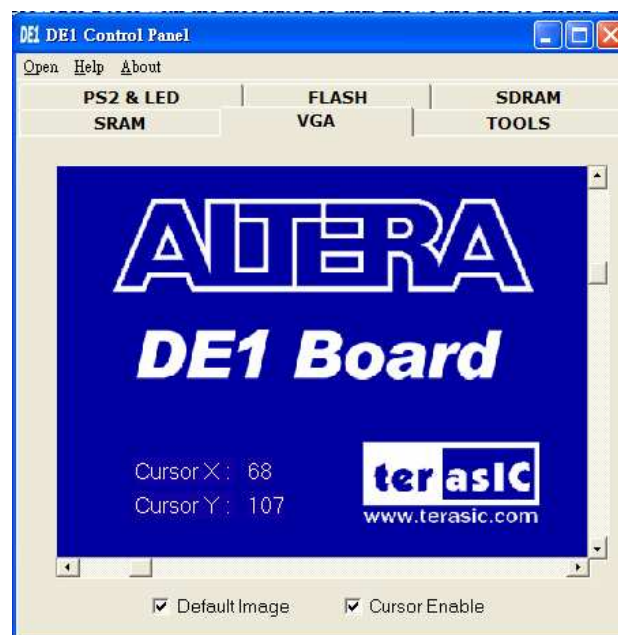 DE1 DE1 Control Panel
Open Help About
PS2 & LED FLASH SDRAM
SRAM VGA TOOLS
ALTERA
DE1 Board
Cursor X : 68
Cursor Y : 107
terasIC
www.terasic.com
Default Image Cursor Enable